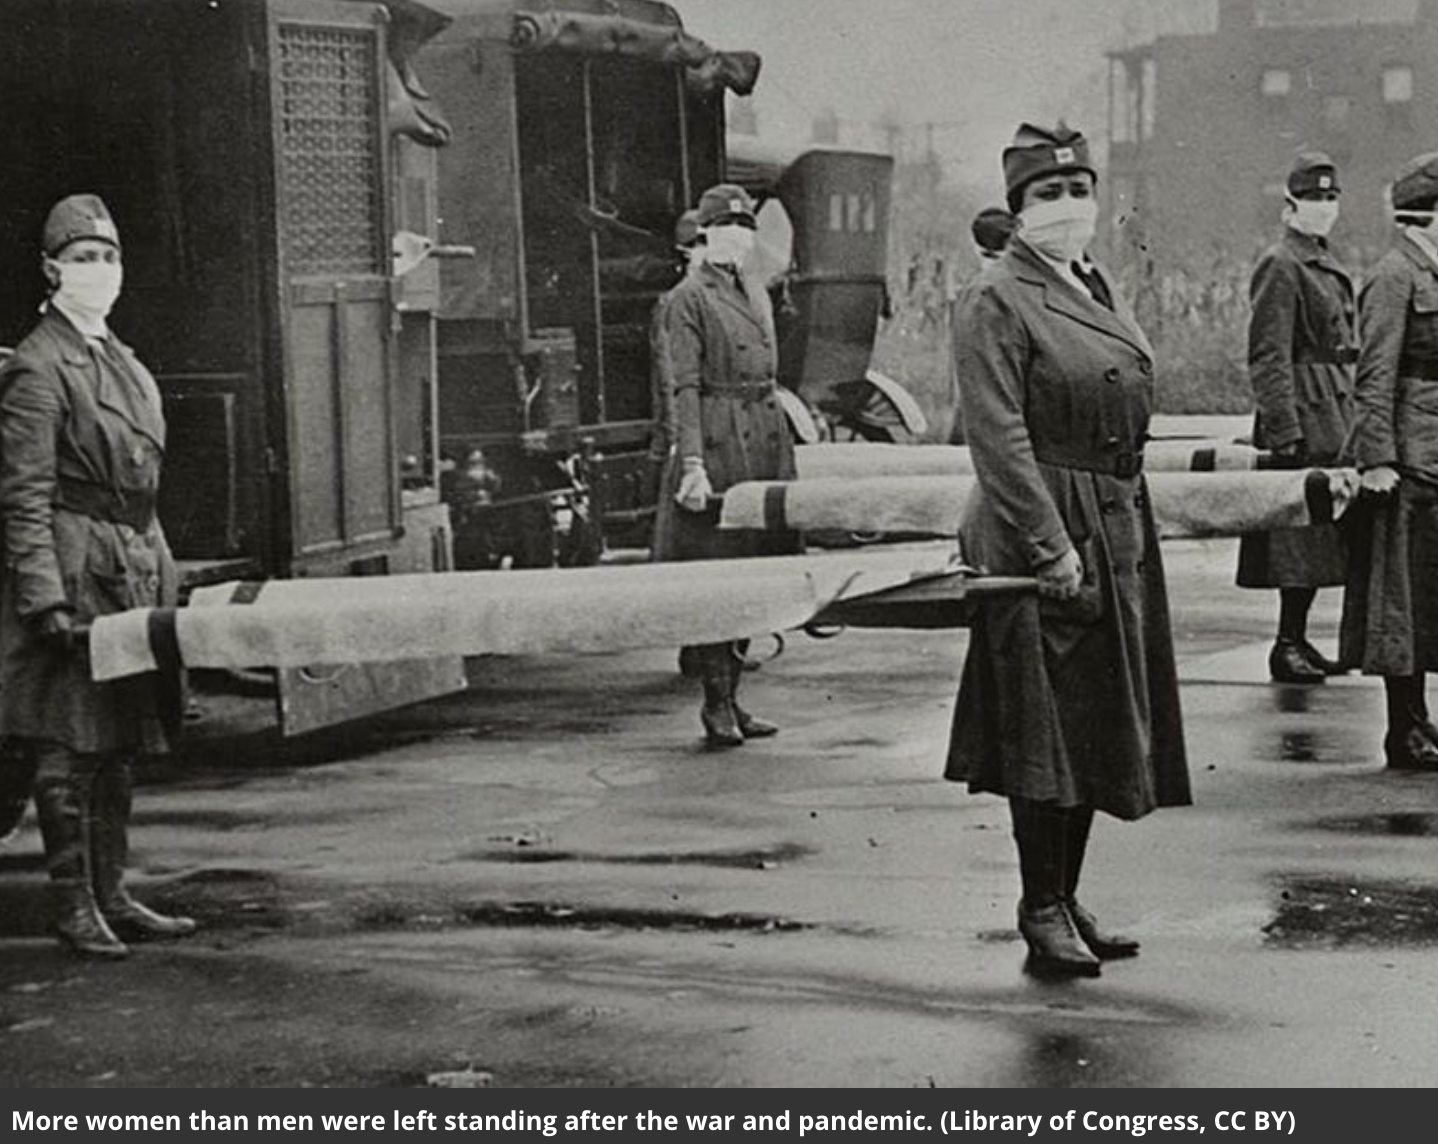 More women than men were left standing after the war and pandemic. (Library of Congress, CC BY)